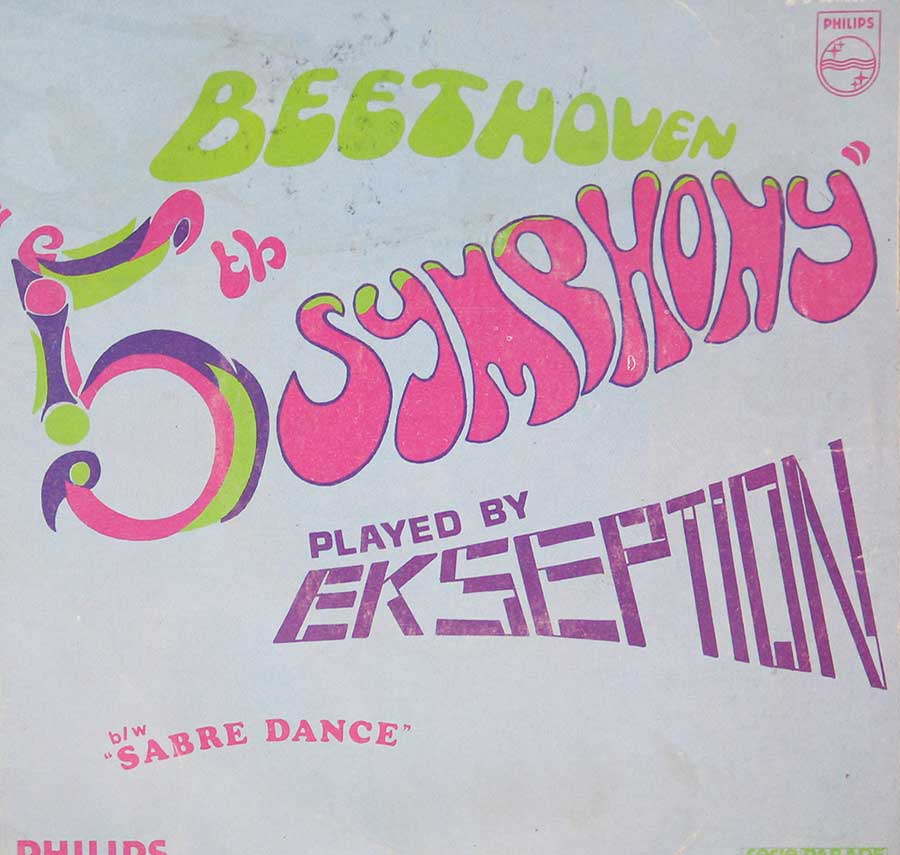 PHILIPS
BEETHOVEN
"5th SYMPHONY"
PLAYED BY
EKSEPTION
b/w
"SABRE DANCE"
PHILIPS